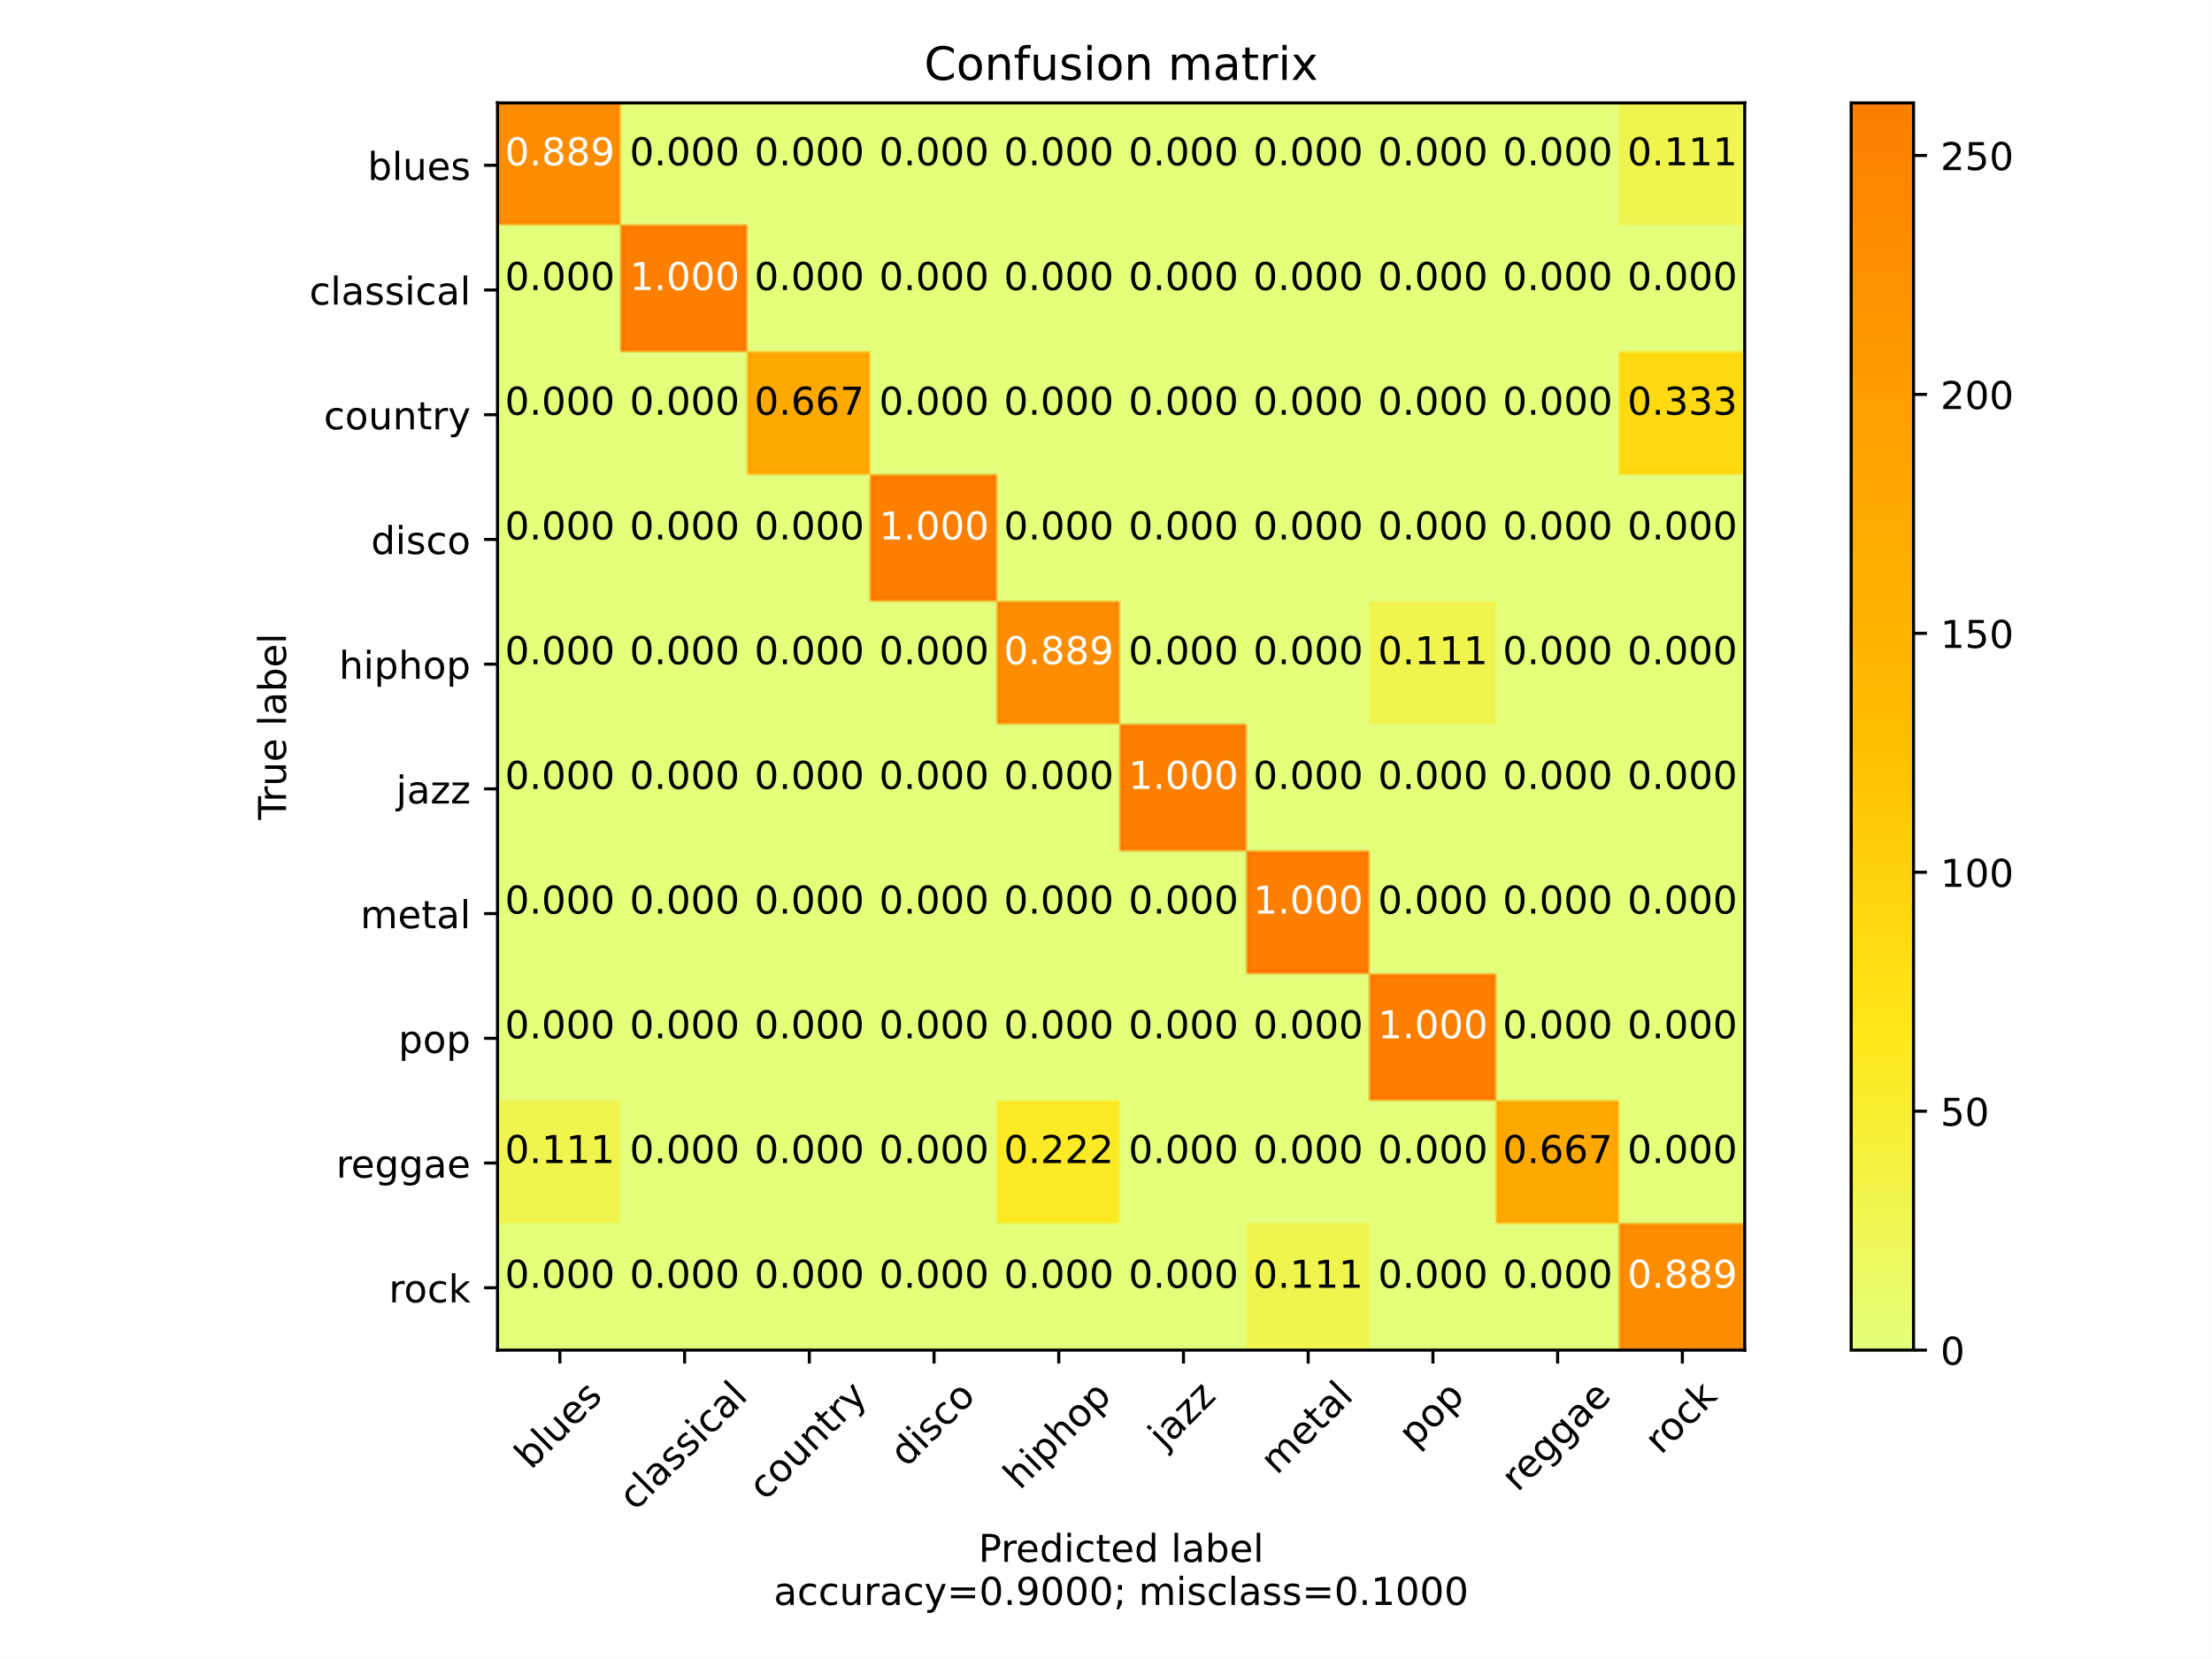 Confusion matrix
blues 0.889 0.000 0.000 0.000 0.000 0.000 0.000 0.000 0.000 0.111
classical 0.000 1.000 0.000 0.000 0.000 0.000 0.000 0.000 0.000 0.000
country 0.000 0.000 0.667 0.000 0.000 0.000 0.000 0.000 0.000 0.333
disco 0.000 0.000 0.000 1.000 0.000 0.000 0.000 0.000 0.000 0.000
hiphop 0.000 0.000 0.000 0.000 0.889 0.000 0.000 0.111 0.000 0.000
jazz 0.000 0.000 0.000 0.000 0.000 1.000 0.000 0.000 0.000 0.000
metal 0.000 0.000 0.000 0.000 0.000 0.000 1.000 0.000 0.000 0.000
pop 0.000 0.000 0.000 0.000 0.000 0.000 0.000 1.000 0.000 0.000
reggae 0.111 0.000 0.000 0.000 0.222 0.000 0.000 0.000 0.667 0.000
rock 0.000 0.000 0.000 0.000 0.000 0.000 0.111 0.000 0.000 0.889
True label
blues classical country disco hiphop jazz metal pop reggae rock
Predicted label
accuracy=0.9000; misclass=0.1000
250
200
150
100
50
0